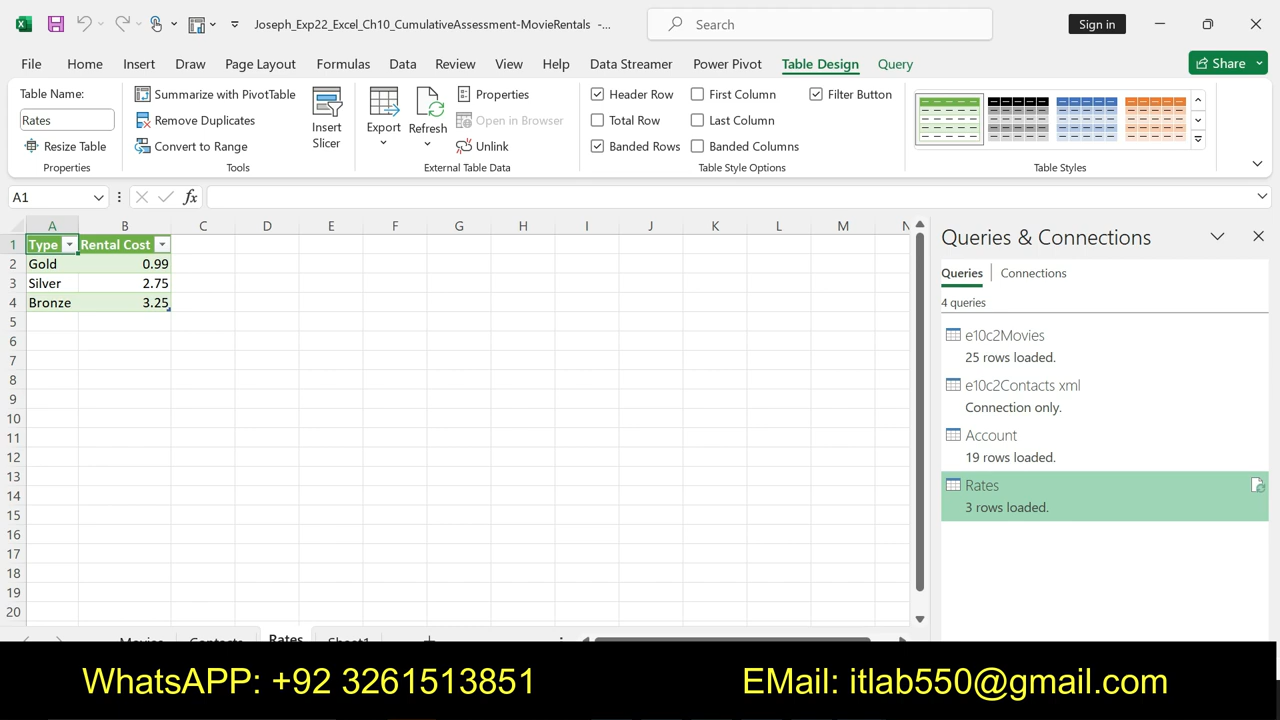 Joseph_Exp22_Excel_Ch10_CumulativeAssessment-MovieRentals -...
Search
Sign in
File Home Insert Draw Page Layout Formulas Data Review View Help Data Streamer Power Pivot Table Design Query Share
Table Name:
Rates
Resize Table
Properties
Summarize with PivotTable
Remove Duplicates
Convert to Range
Insert Slicer
Tools
Export
Refresh
Properties
Open in Browser
Unlink
External Table Data
Header Row First Column Filter Button
Total Row Last Column
Banded Rows Banded Columns
Table Style Options
Table Styles
A1 fx
A B C D E F G H I J K L M N
1 Type Rental Cost
2 Gold 0.99
3 Silver 2.75
4 Bronze 3.25
5
6
7
8
9
10
11
12
13
14
15
16
17
18
19
20
Movies Contacts Rates Sheet1
Queries & Connections
Queries Connections
4 queries
e10c2Movies
25 rows loaded.
e10c2Contacts xml
Connection only.
Account
19 rows loaded.
Rates
3 rows loaded.
WhatsAPP: +92 3261513851 EMail: itlab550@gmail.com